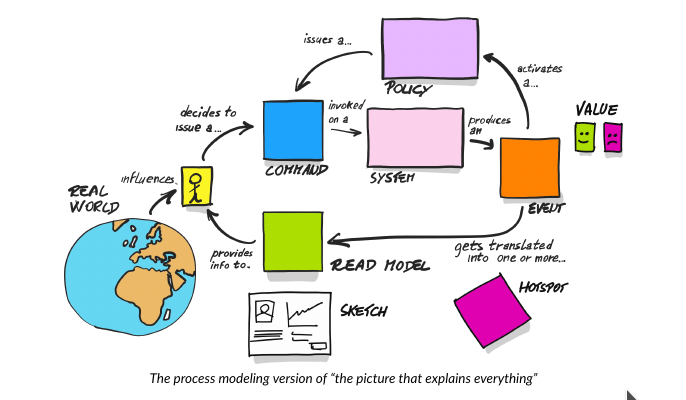 issues a...
POLICY
activates
a...
decides to
issue a...
invoked
on a
produces
an
VALUE
COMMAND
SYSTEM
influences
REAL
WORLD
EVENT
provides
info to..
READ MODEL
gets translated
into one or more...
SKETCH
HOTSPOT
The process modeling version of “the picture that explains everything”